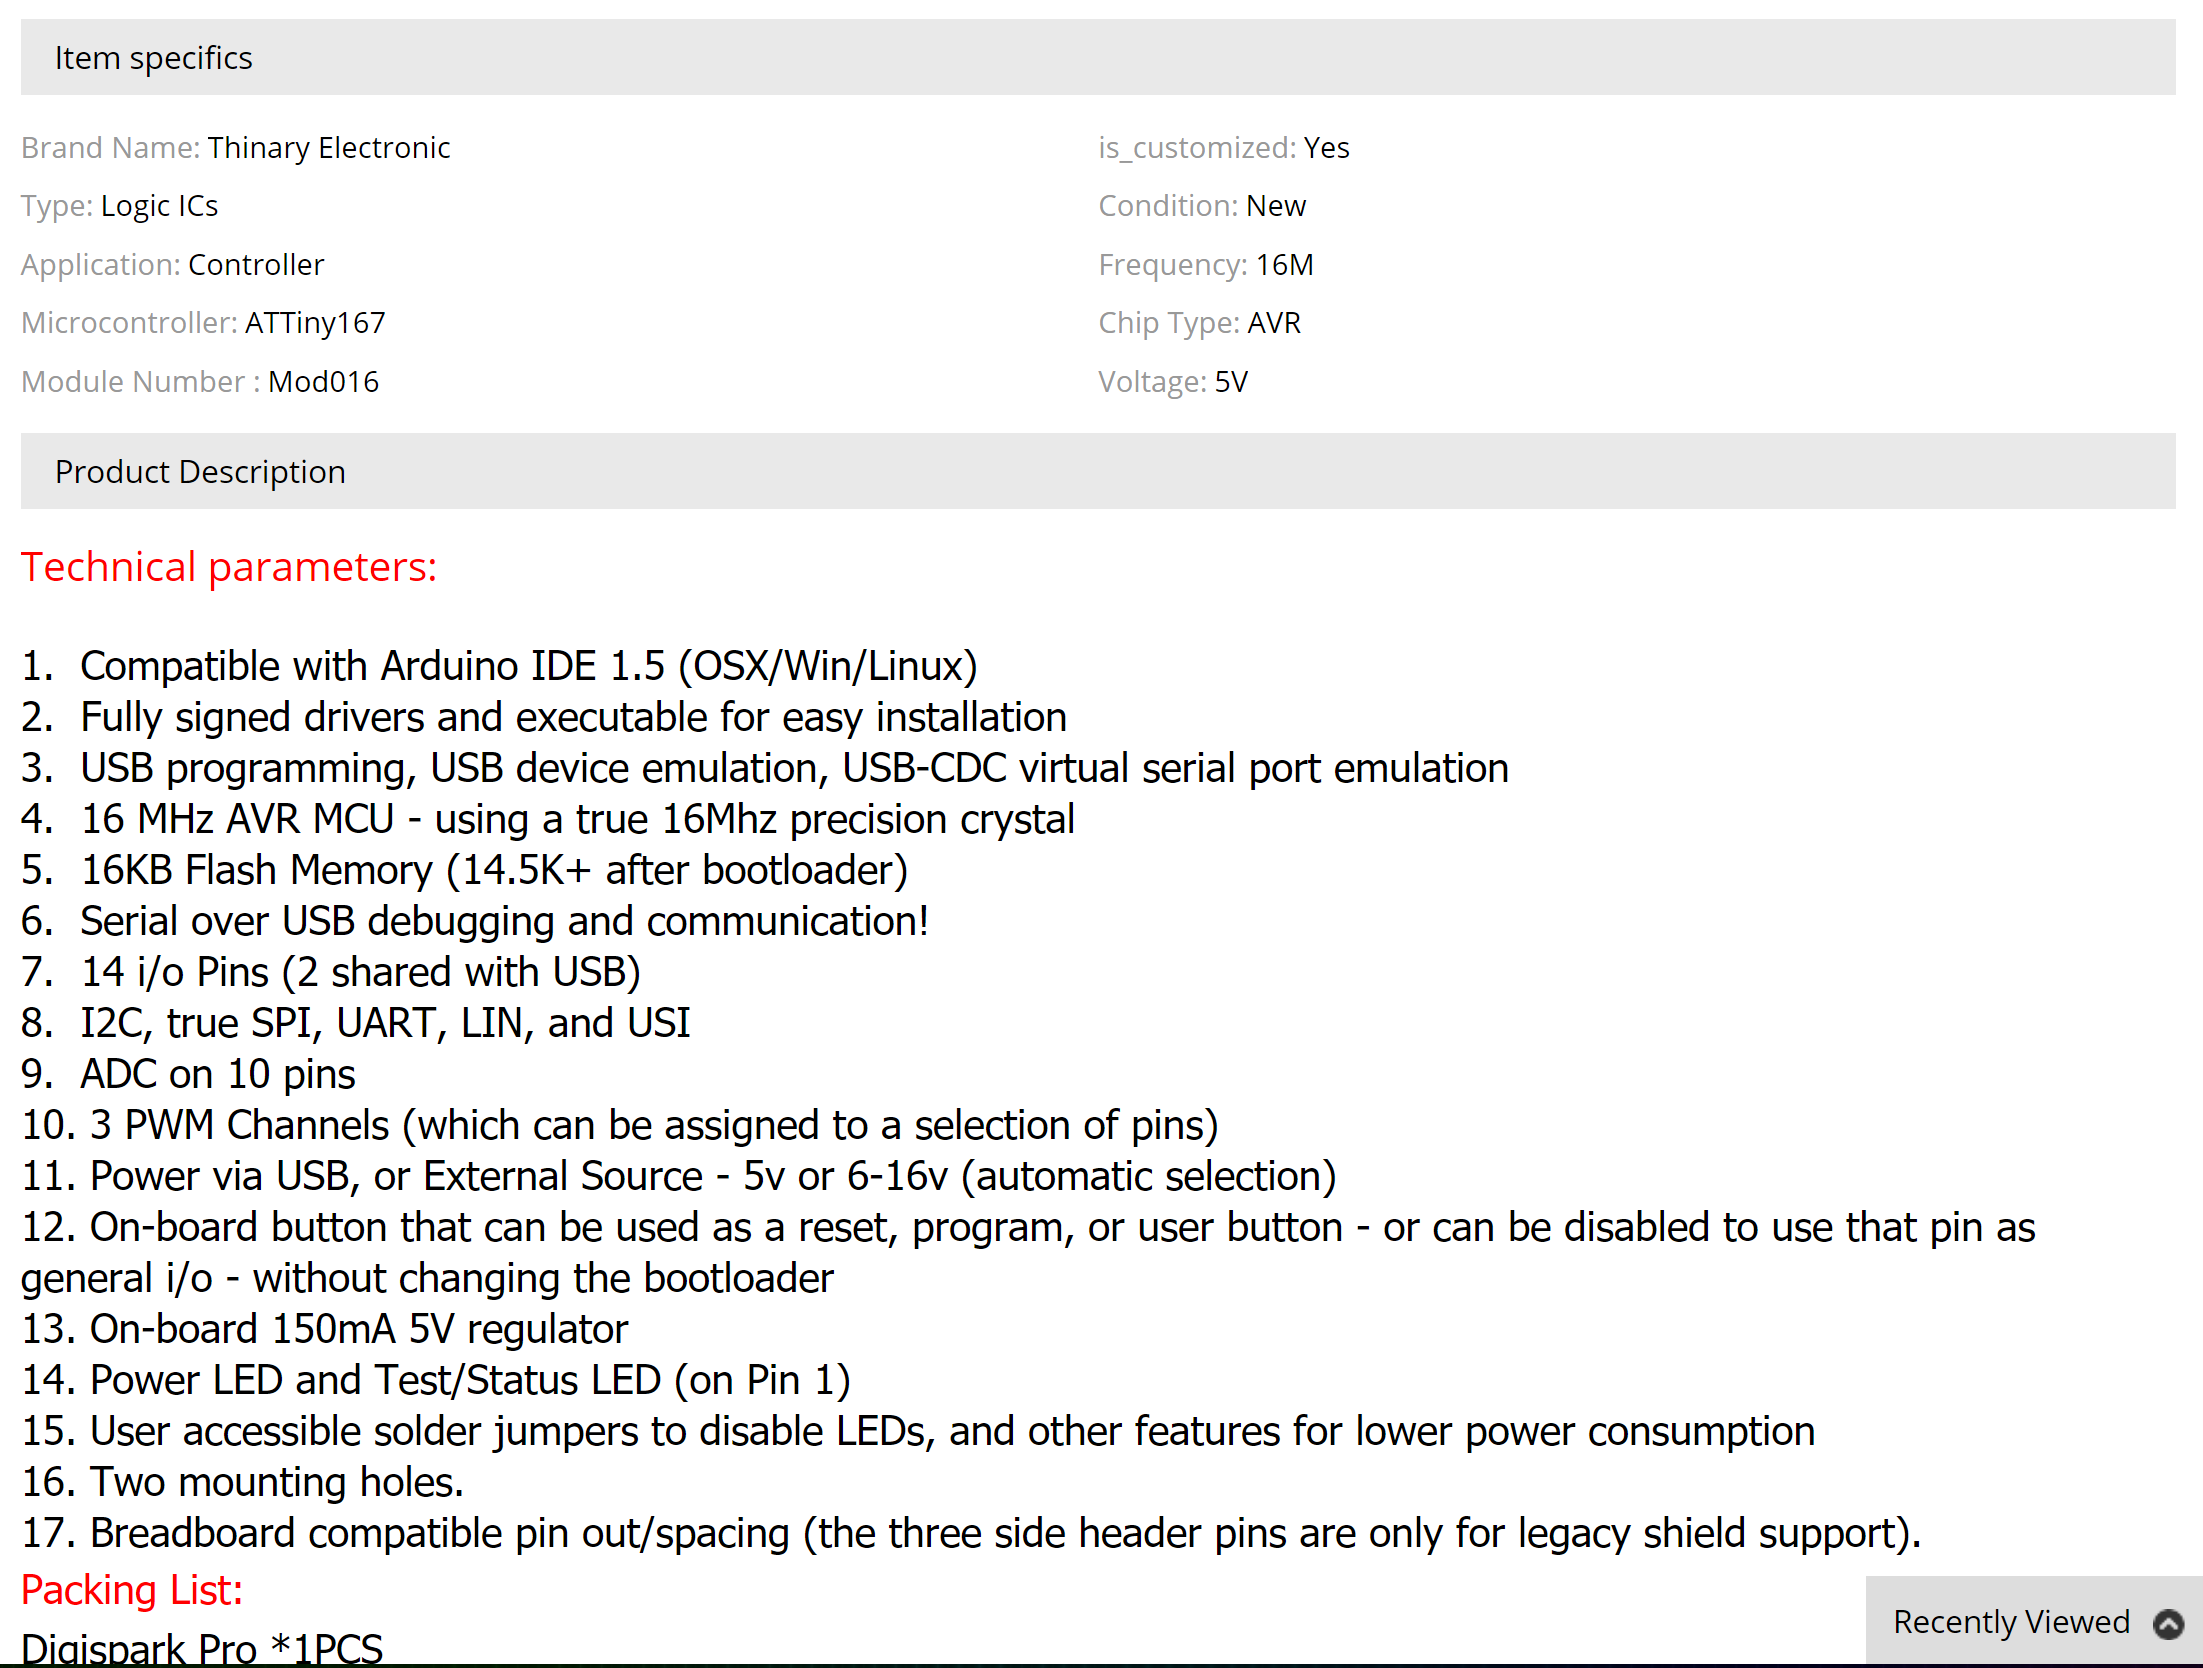 Item specifics
Brand Name: Thinary Electronic
is_customized: Yes
Type: Logic ICs
Condition: New
Application: Controller
Frequency: 16M
Microcontroller: ATTiny167
Chip Type: AVR
Module Number : Mod016
Voltage: 5V
Product Description
Technical parameters:
1. Compatible with Arduino IDE 1.5 (OSX/Win/Linux)
2. Fully signed drivers and executable for easy installation
3. USB programming, USB device emulation, USB-CDC virtual serial port emulation
4. 16 MHz AVR MCU - using a true 16Mhz precision crystal
5. 16KB Flash Memory (14.5K+ after bootloader)
6. Serial over USB debugging and communication!
7. 14 i/o Pins (2 shared with USB)
8. I2C, true SPI, UART, LIN, and USI
9. ADC on 10 pins
10. 3 PWM Channels (which can be assigned to a selection of pins)
11. Power via USB, or External Source - 5v or 6-16v (automatic selection)
12. On-board button that can be used as a reset, program, or user button - or can be disabled to use that pin as
general i/o - without changing the bootloader
13. On-board 150mA 5V regulator
14. Power LED and Test/Status LED (on Pin 1)
15. User accessible solder jumpers to disable LEDs, and other features for lower power consumption
16. Two mounting holes.
17. Breadboard compatible pin out/spacing (the three side header pins are only for legacy shield support).
Packing List:
Recently Viewed
Digispark Pro *1PCS